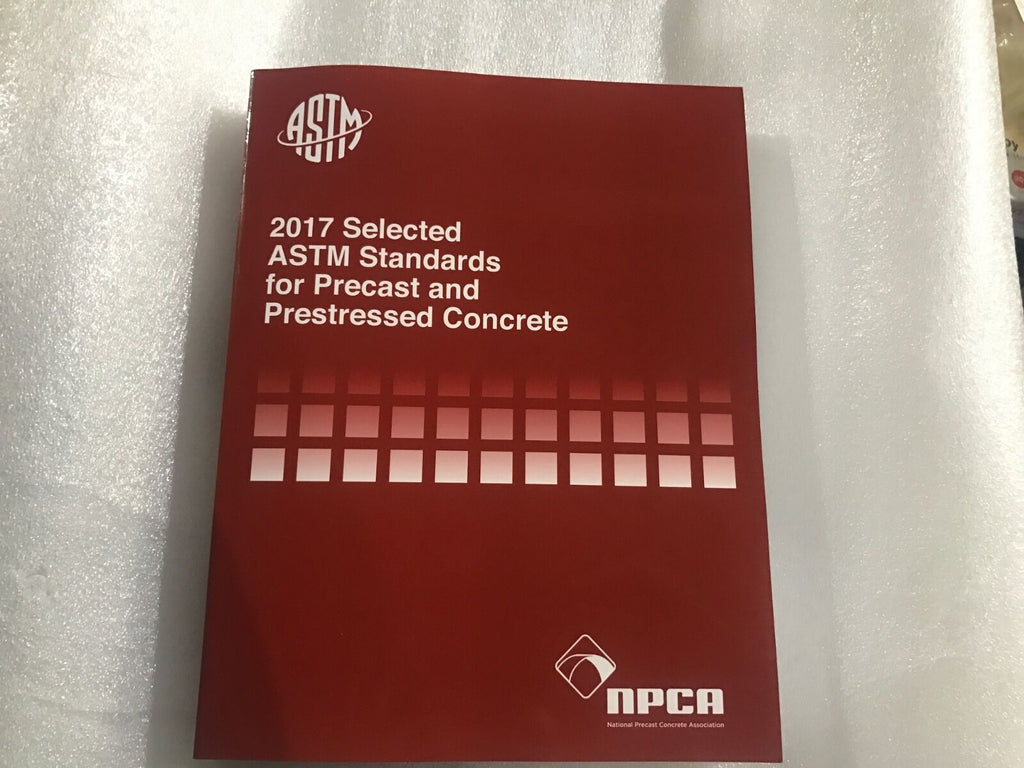 ASTM
2017 Selected
ASTM Standards
for Precast and
Prestressed Concrete
NPCA
National Precast Concrete Association